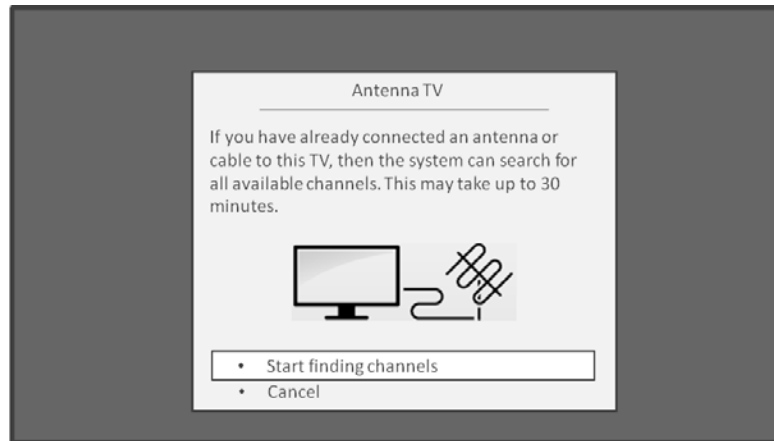 Antenna TV
If you have already connected an antenna or
cable to this TV, then the system can search for
all available channels. This may take up to 30
minutes.
• Start finding channels
• Cancel